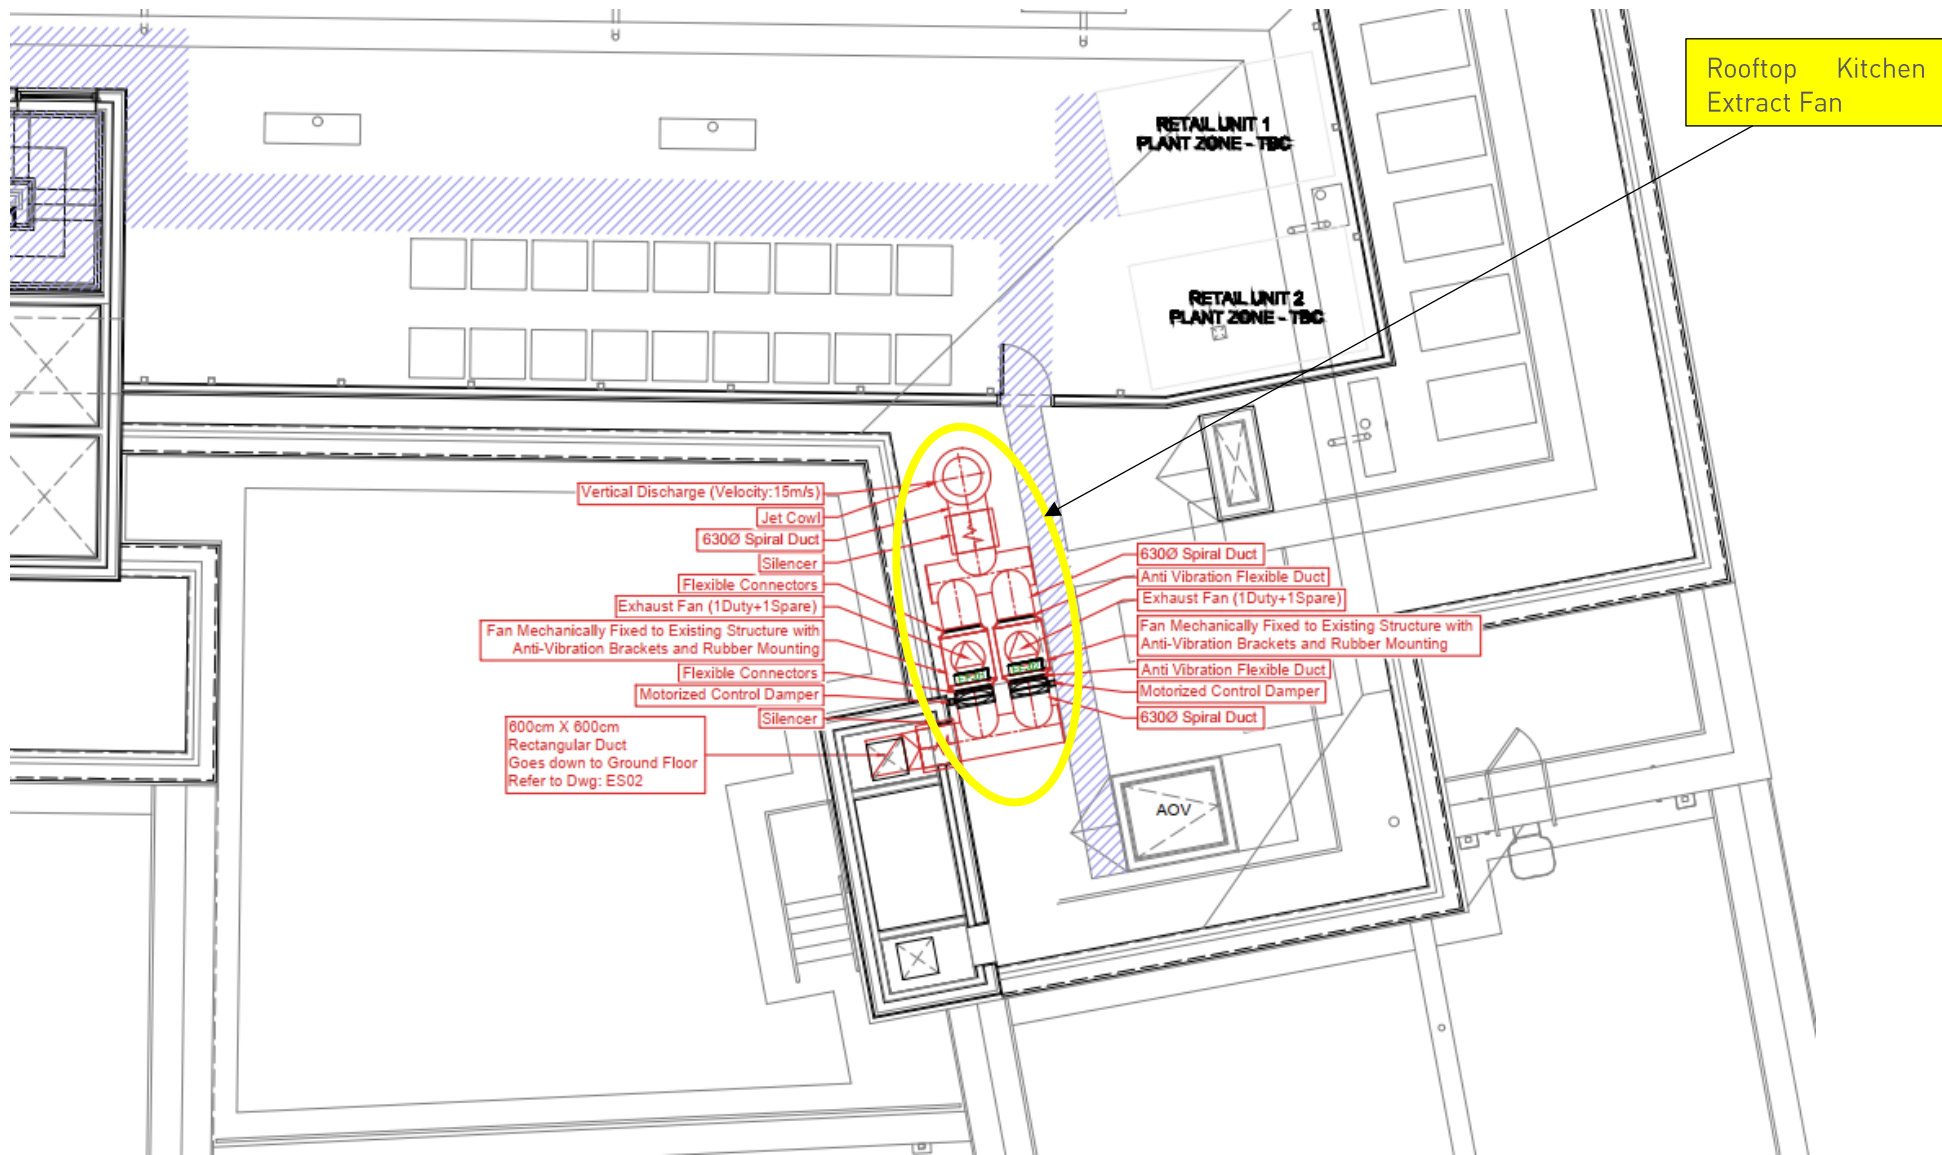 Rooftop Kitchen
Extract Fan
RETAIL UNIT 1
PLANT ZONE - TBC
RETAIL UNIT 2
PLANT ZONE - TBC
Vertical Discharge (Velocity:15m/s)
Jet Cowl
630Ø Spiral Duct
Silencer
Flexible Connectors
Exhaust Fan (1Duty+1Spare)
Fan Mechanically Fixed to Existing Structure with
Anti-Vibration Brackets and Rubber Mounting
Flexible Connectors
Motorized Control Damper
Silencer
600cm X 600cm
Rectangular Duct
Goes down to Ground Floor
Refer to Dwg: ES02
630Ø Spiral Duct
Anti Vibration Flexible Duct
Exhaust Fan (1Duty+1Spare)
Fan Mechanically Fixed to Existing Structure with
Anti-Vibration Brackets and Rubber Mounting
Anti Vibration Flexible Duct
Motorized Control Damper
630Ø Spiral Duct
AOV